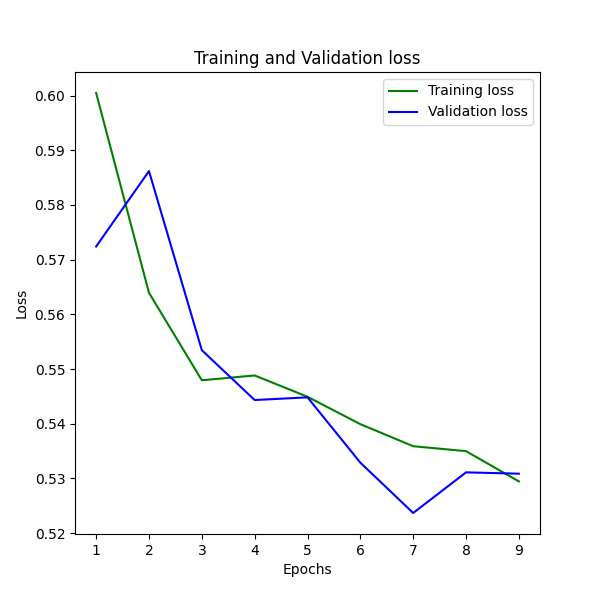 Training and Validation loss
Training loss
Validation loss
0.60
0.59
0.58
0.57
0.56
0.55
0.54
0.53
0.52
Loss
1 2 3 4 5 6 7 8 9
Epochs